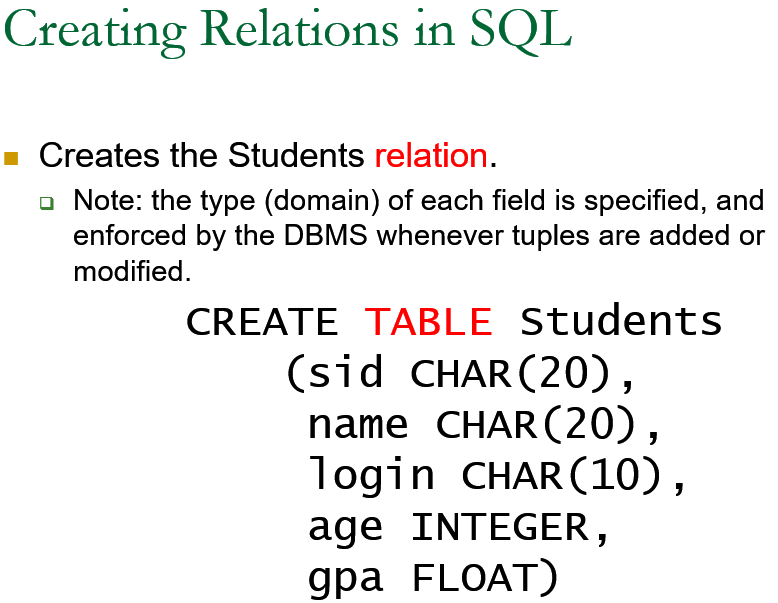 Creating Relations in SQL
Creates the Students relation.
Note: the type (domain) of each field is specified, and
enforced by the DBMS whenever tuples are added or
modified.
CREATE TABLE Students
(sid CHAR(20),
name CHAR(20),
login CHAR(10),
age INTEGER,
gpa FLOAT)